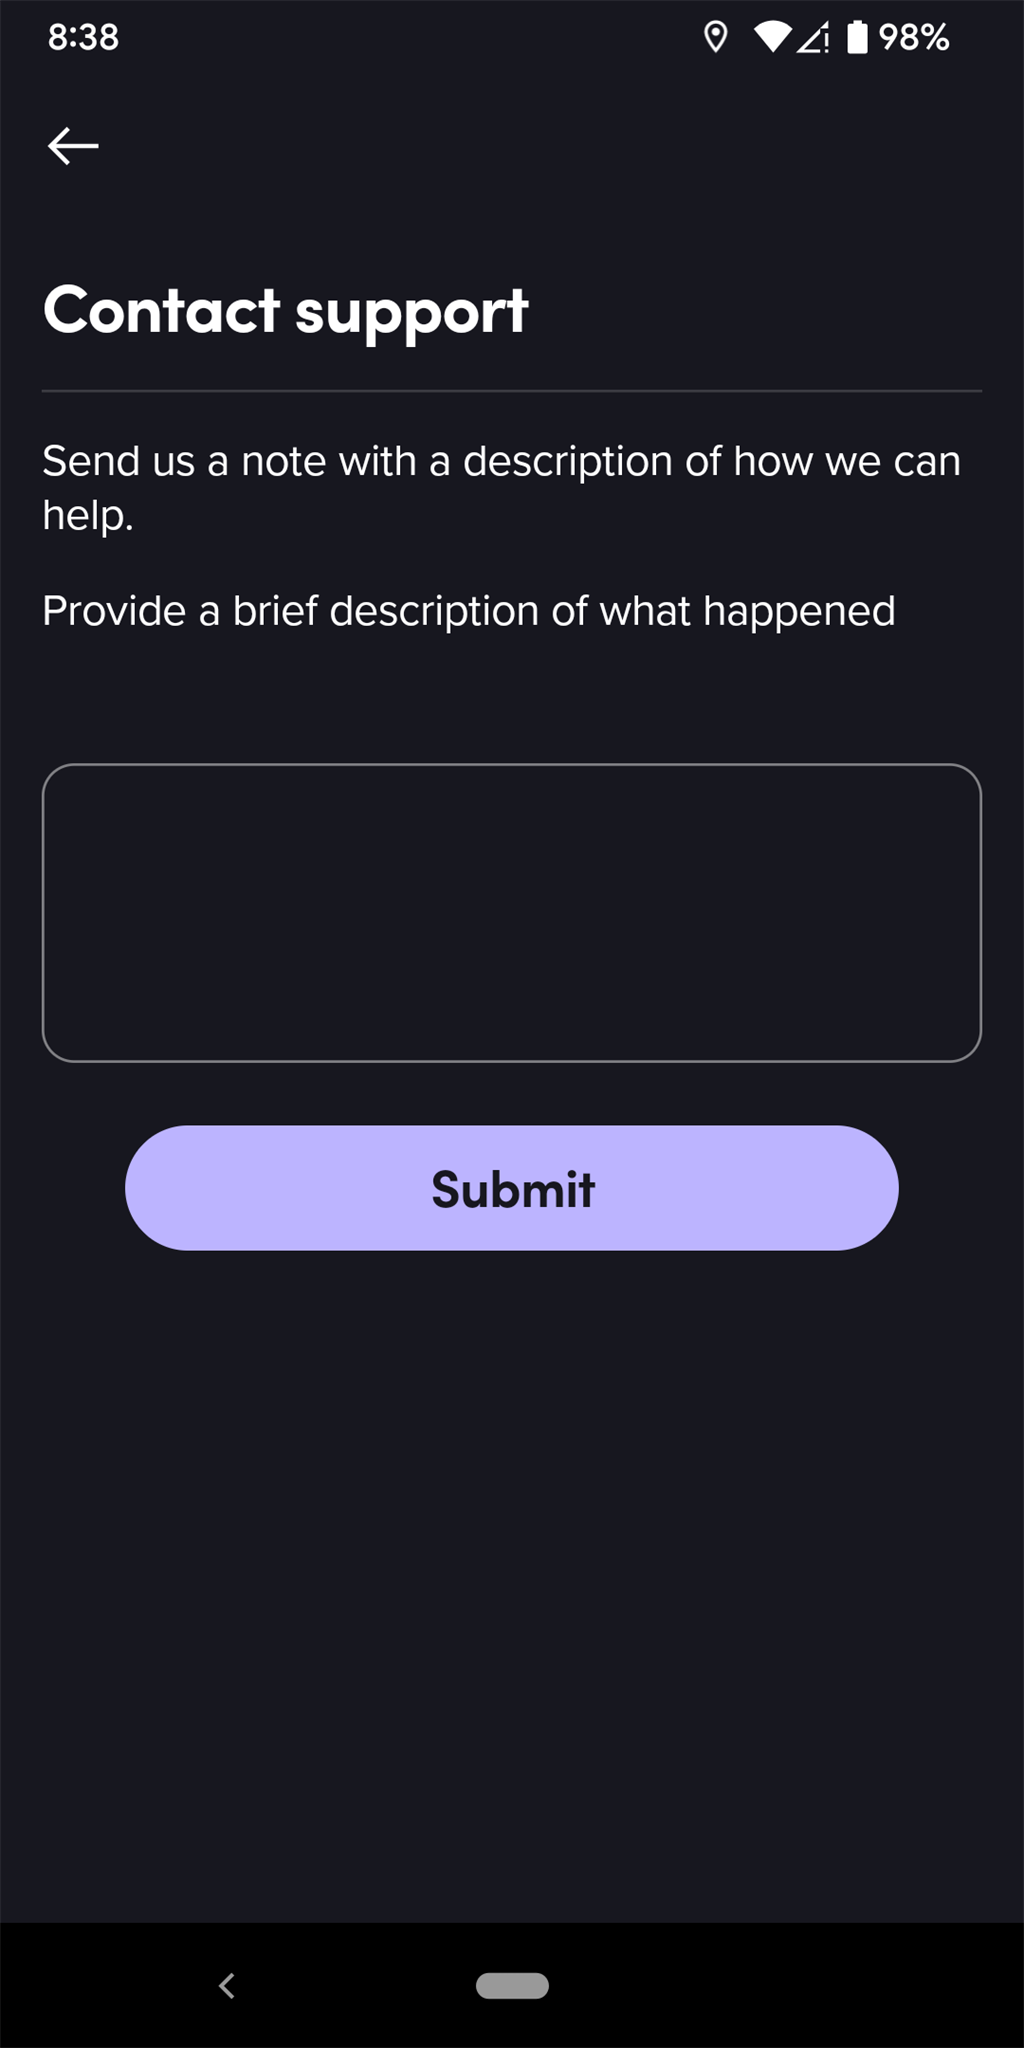 8:38 98%
Contact support
Send us a note with a description of how we can
help.
Provide a brief description of what happened
Submit